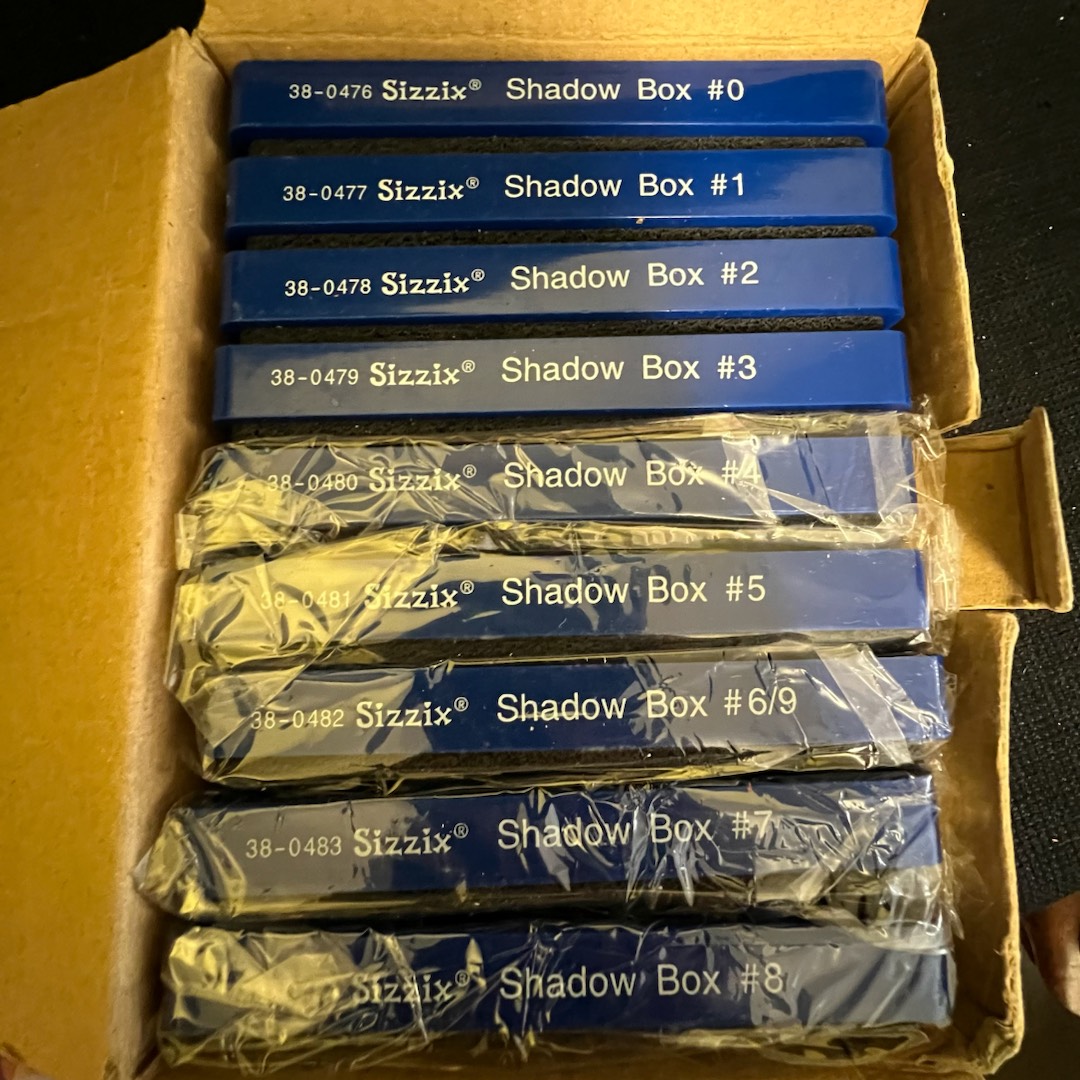 38-0476 Sizzix® Shadow Box #0
38-0477 Sizzix® Shadow Box #1
38-0478 Sizzix® Shadow Box #2
38-0479 Sizzix® Shadow Box #3
38-0480 Sizzix® Shadow Box #4
38-0481 Sizzix® Shadow Box #5
38-0482 Sizzix® Shadow Box #6/9
38-0483 Sizzix® Shadow Box #7
Sizzix® Shadow Box #8